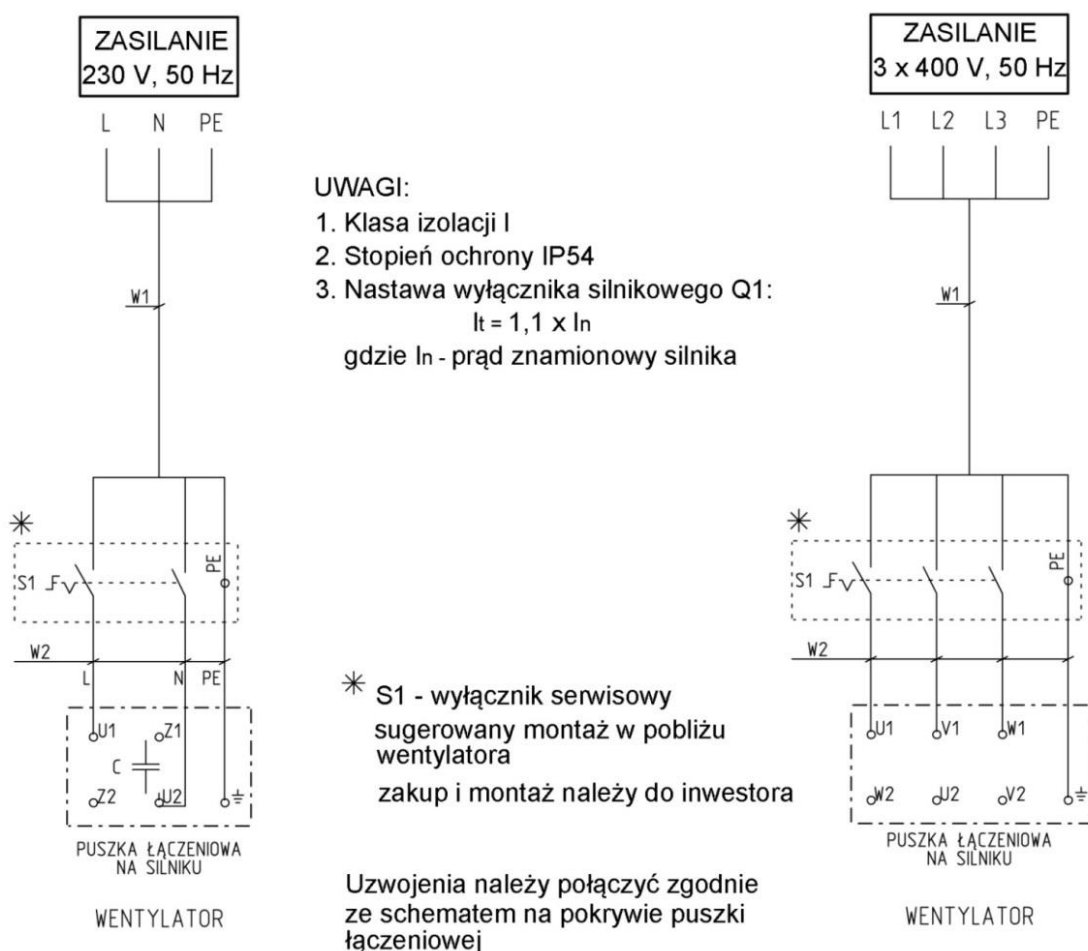 ZASILANIE
230 V, 50 Hz
L N PE
W1
S1
PE
W2
L N PE
U1 Z1
C
Z2 U2
PUSZKA ŁĄCZENIOWA
NA SILNIKU
WENTYLATOR
UWAGI:
1. Klasa izolacji I
2. Stopień ochrony IP54
3. Nastawa wyłącznika silnikowego Q1:
It = 1,1 x In
gdzie In - prąd znamionowy silnika
S1 - wyłącznik serwisowy
sugerowany montaż w pobliżu
wentylatora
zakup i montaż należy do inwestora
Uzwojenia należy połączyć zgodnie
ze schematem na pokrywie puszki
łączeniowej
ZASILANIE
3 x 400 V, 50 Hz
L1 L2 L3 PE
W1
S1
PE
W2
U1 V1 W1
W2 U2 V2
PUSZKA ŁĄCZENIOWA
NA SILNIKU
WENTYLATOR